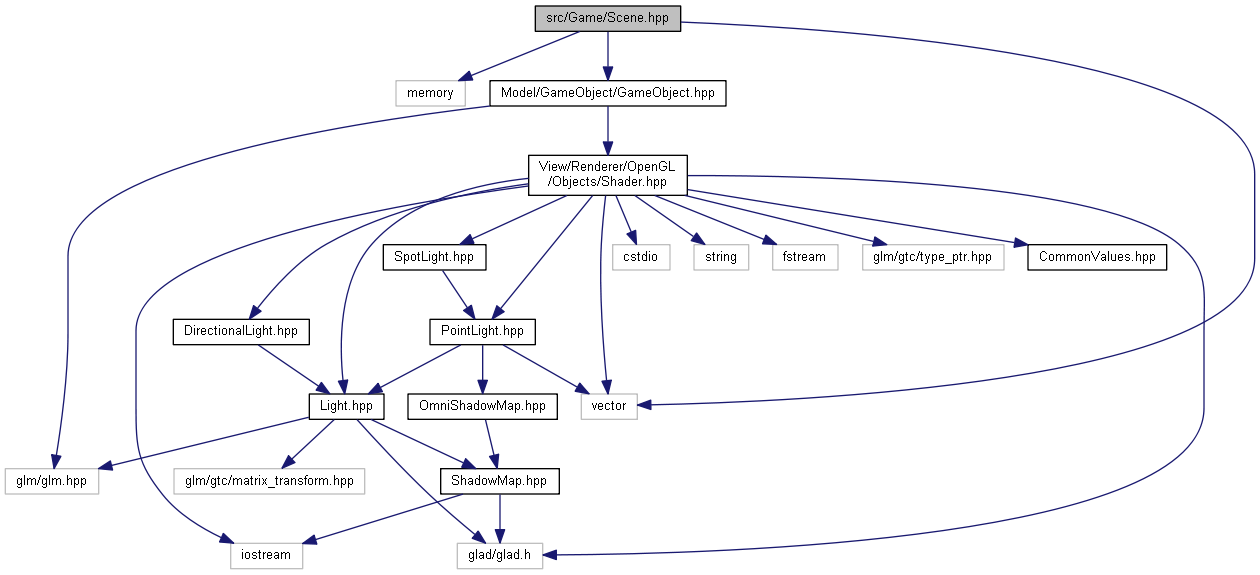 src/Game/Scene.hpp
memory
Model/GameObject/GameObject.hpp
View/Renderer/OpenGL
/Objects/Shader.hpp
SpotLight.hpp
cstdio
string
fstream
glm/gtc/type_ptr.hpp
CommonValues.hpp
DirectionalLight.hpp
PointLight.hpp
Light.hpp
OmniShadowMap.hpp
vector
glm/glm.hpp
glm/gtc/matrix_transform.hpp
ShadowMap.hpp
iostream
glad/glad.h